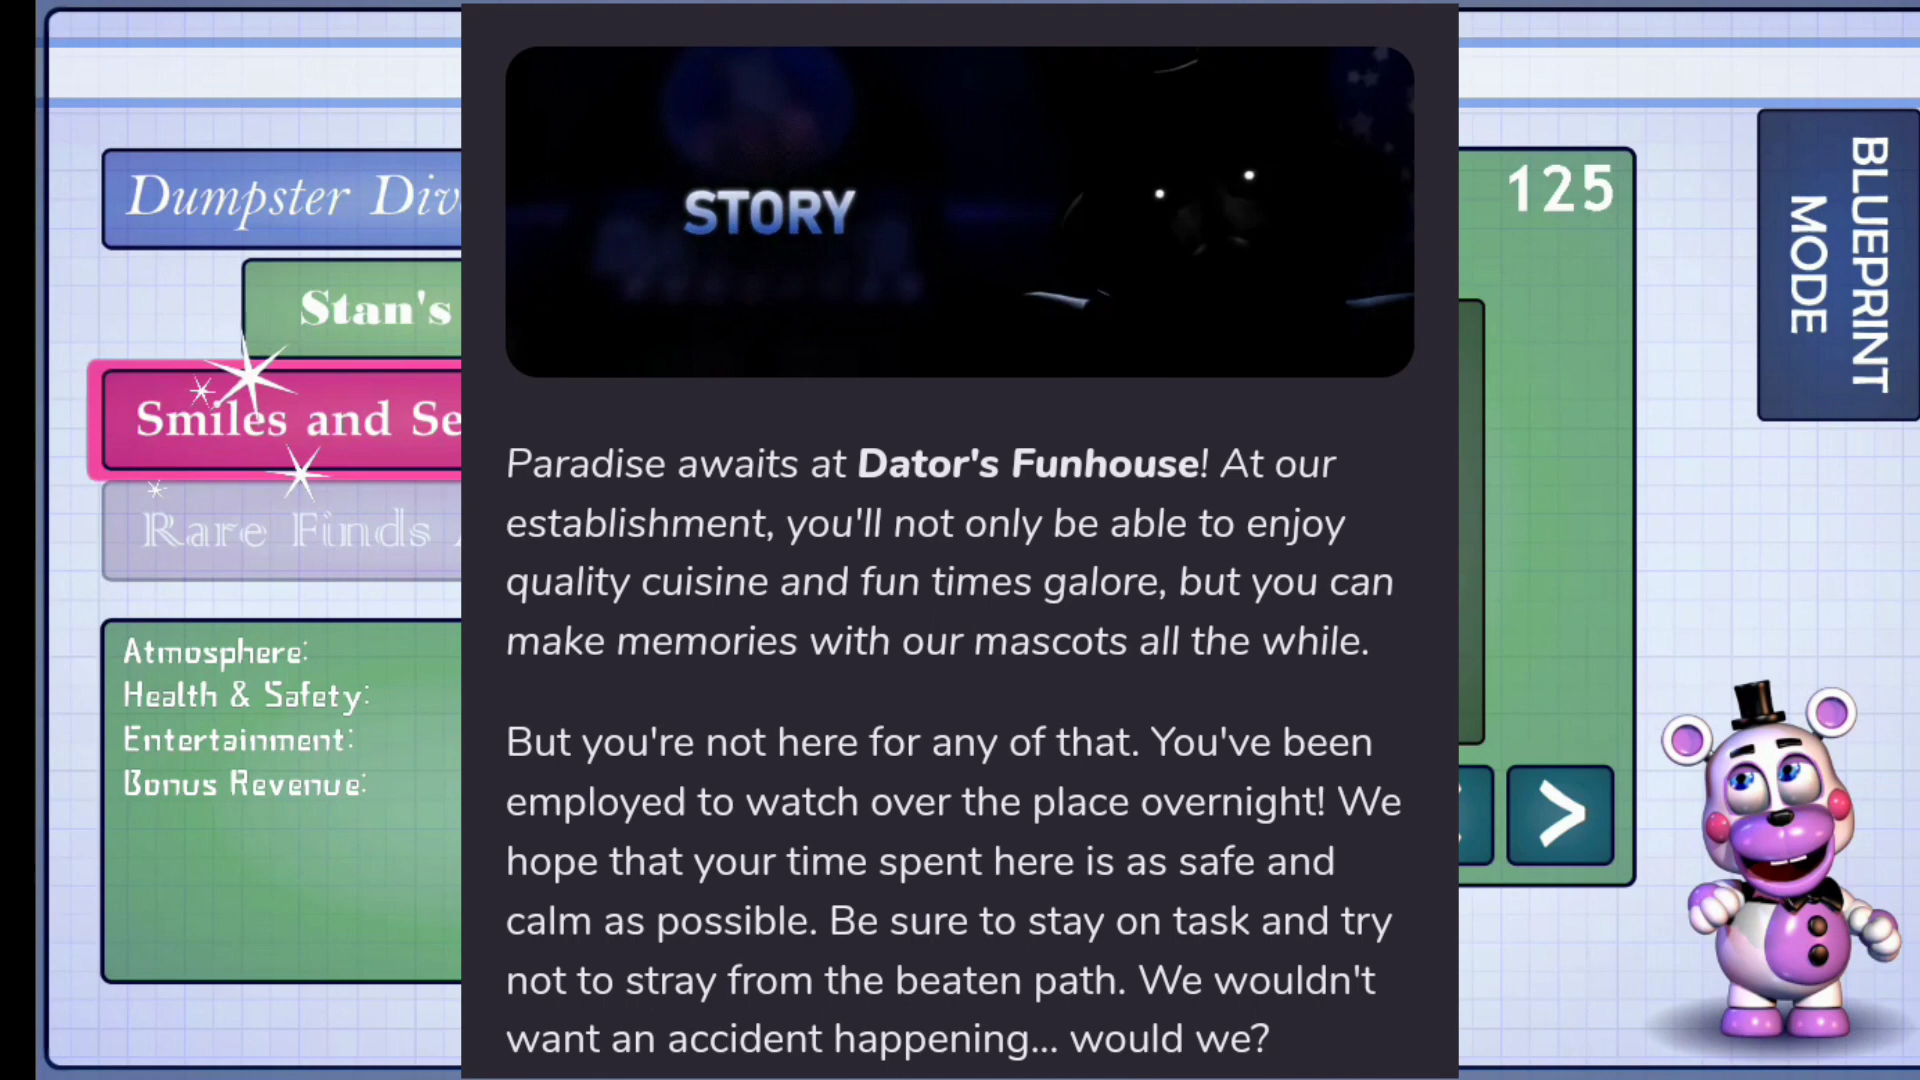 Dumpster Div
Stan's
Smiles and Se
Rare Finds
Atmosphere:
Health & Safety:
Entertainment:
Bonus Revenue:
STORY
Paradise awaits at Dator's Funhouse! At our
establishment, you'll not only be able to enjoy
quality cuisine and fun times galore, but you can
make memories with our mascots all the while.
But you're not here for any of that. You've been
employed to watch over the place overnight! We
hope that your time spent here is as safe and
calm as possible. Be sure to stay on task and try
not to stray from the beaten path. We wouldn't
want an accident happening... would we?
125
>
BLUEPRINT
MODE